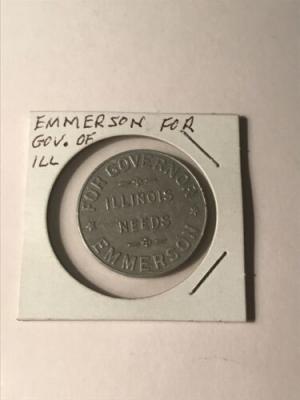 EMMERSON FOR
GOV. OF
ILL
FOR GOVERNOR
ILLINOIS
NEEDS
EMMERSON